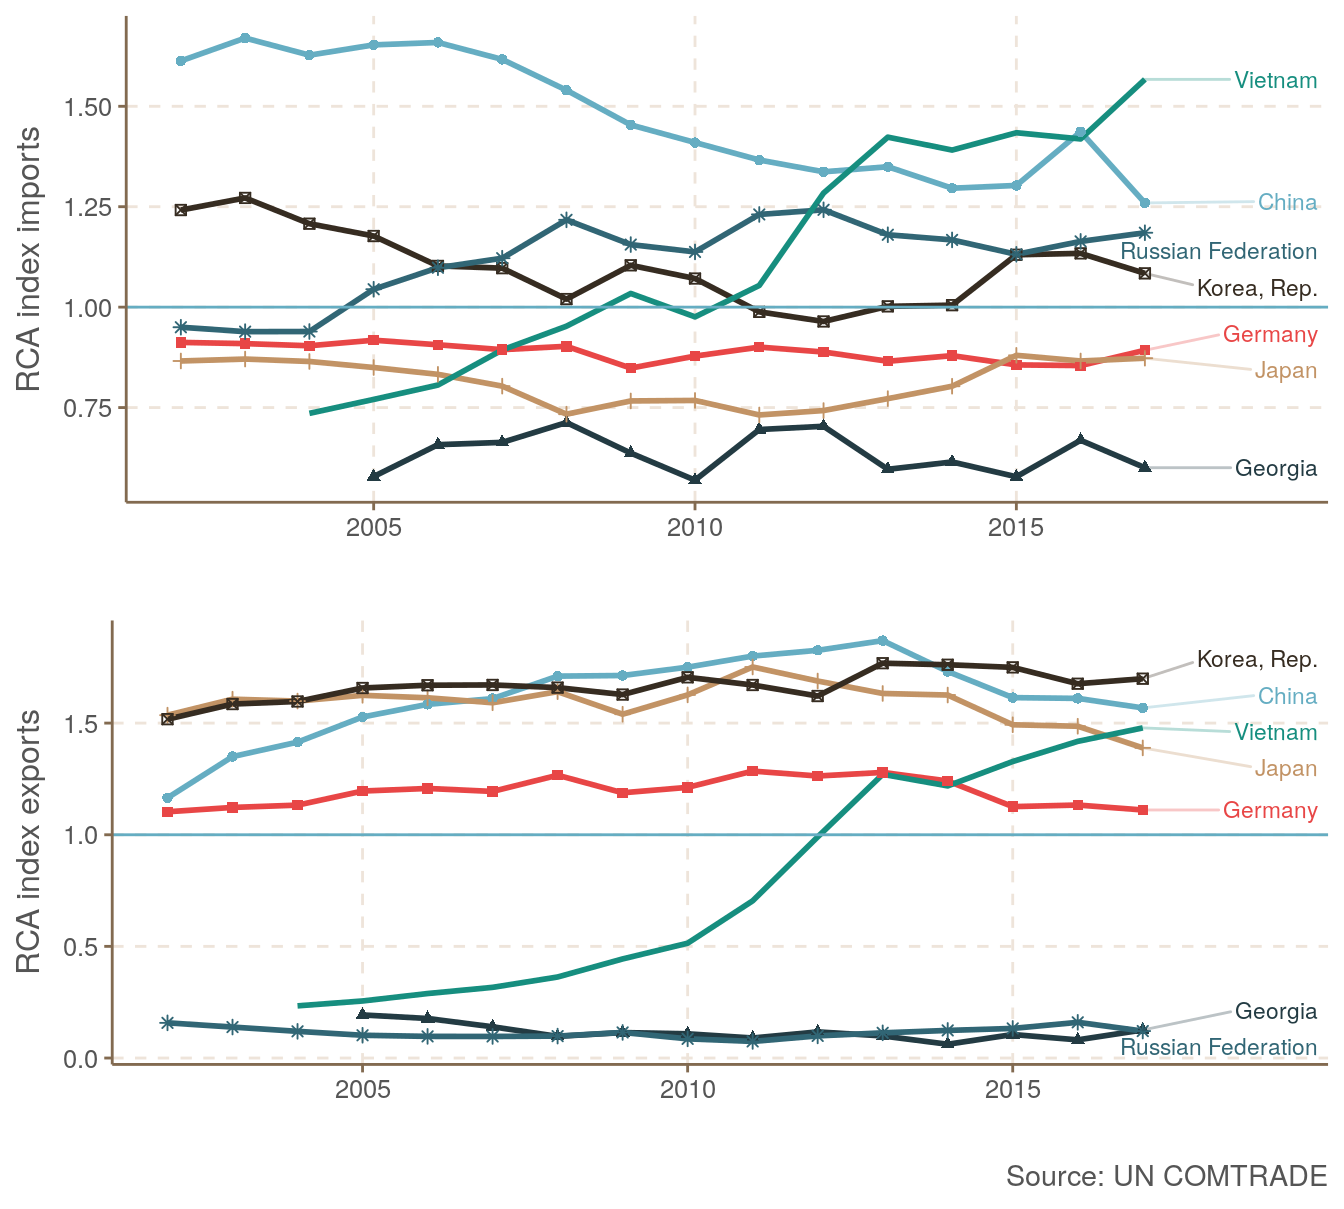 RCA index imports
1.50
1.25
1.00
0.75
2005
2010
2015
Vietnam
China
Russian Federation
Korea, Rep.
Germany
Japan
Georgia
RCA index exports
1.5
1.0
0.5
0.0
2005
2010
2015
Korea, Rep.
China
Vietnam
Japan
Germany
Georgia
Russian Federation
Source: UN COMTRADE